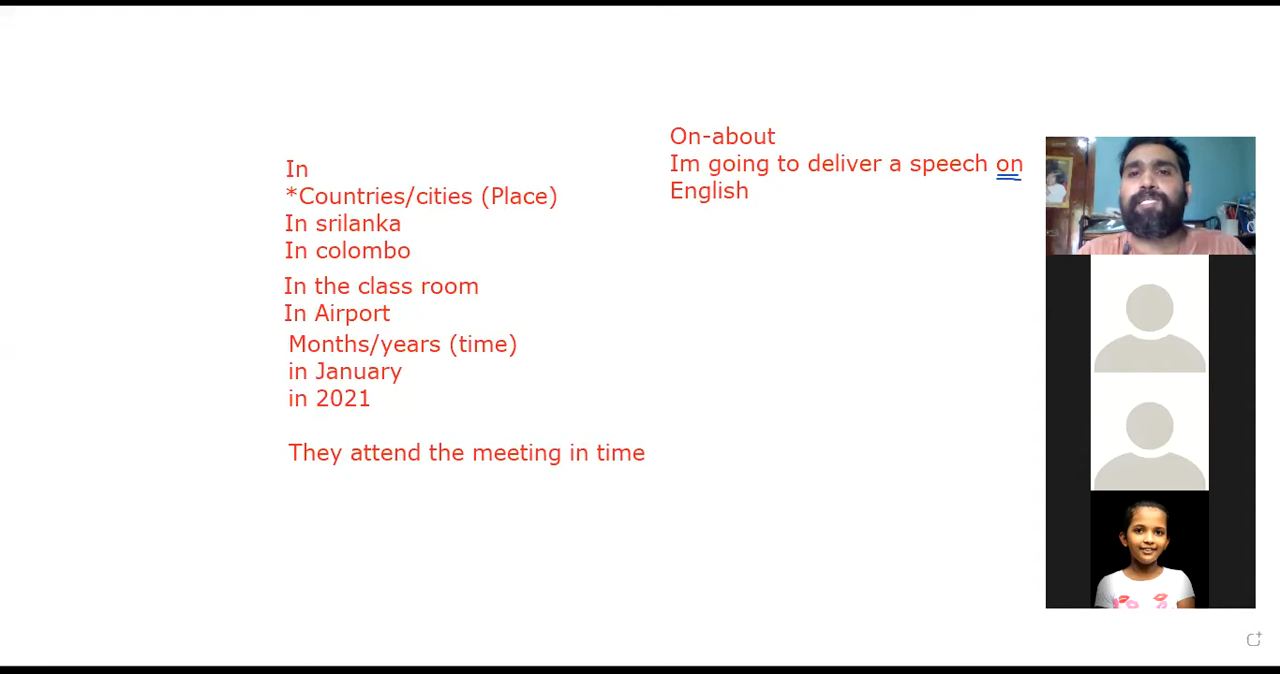 In
*Countries/cities (Place)
In srilanka
In colombo
In the class room
In Airport
Months/years (time)
in January
in 2021
They attend the meeting in time
On-about
Im going to deliver a speech on
English